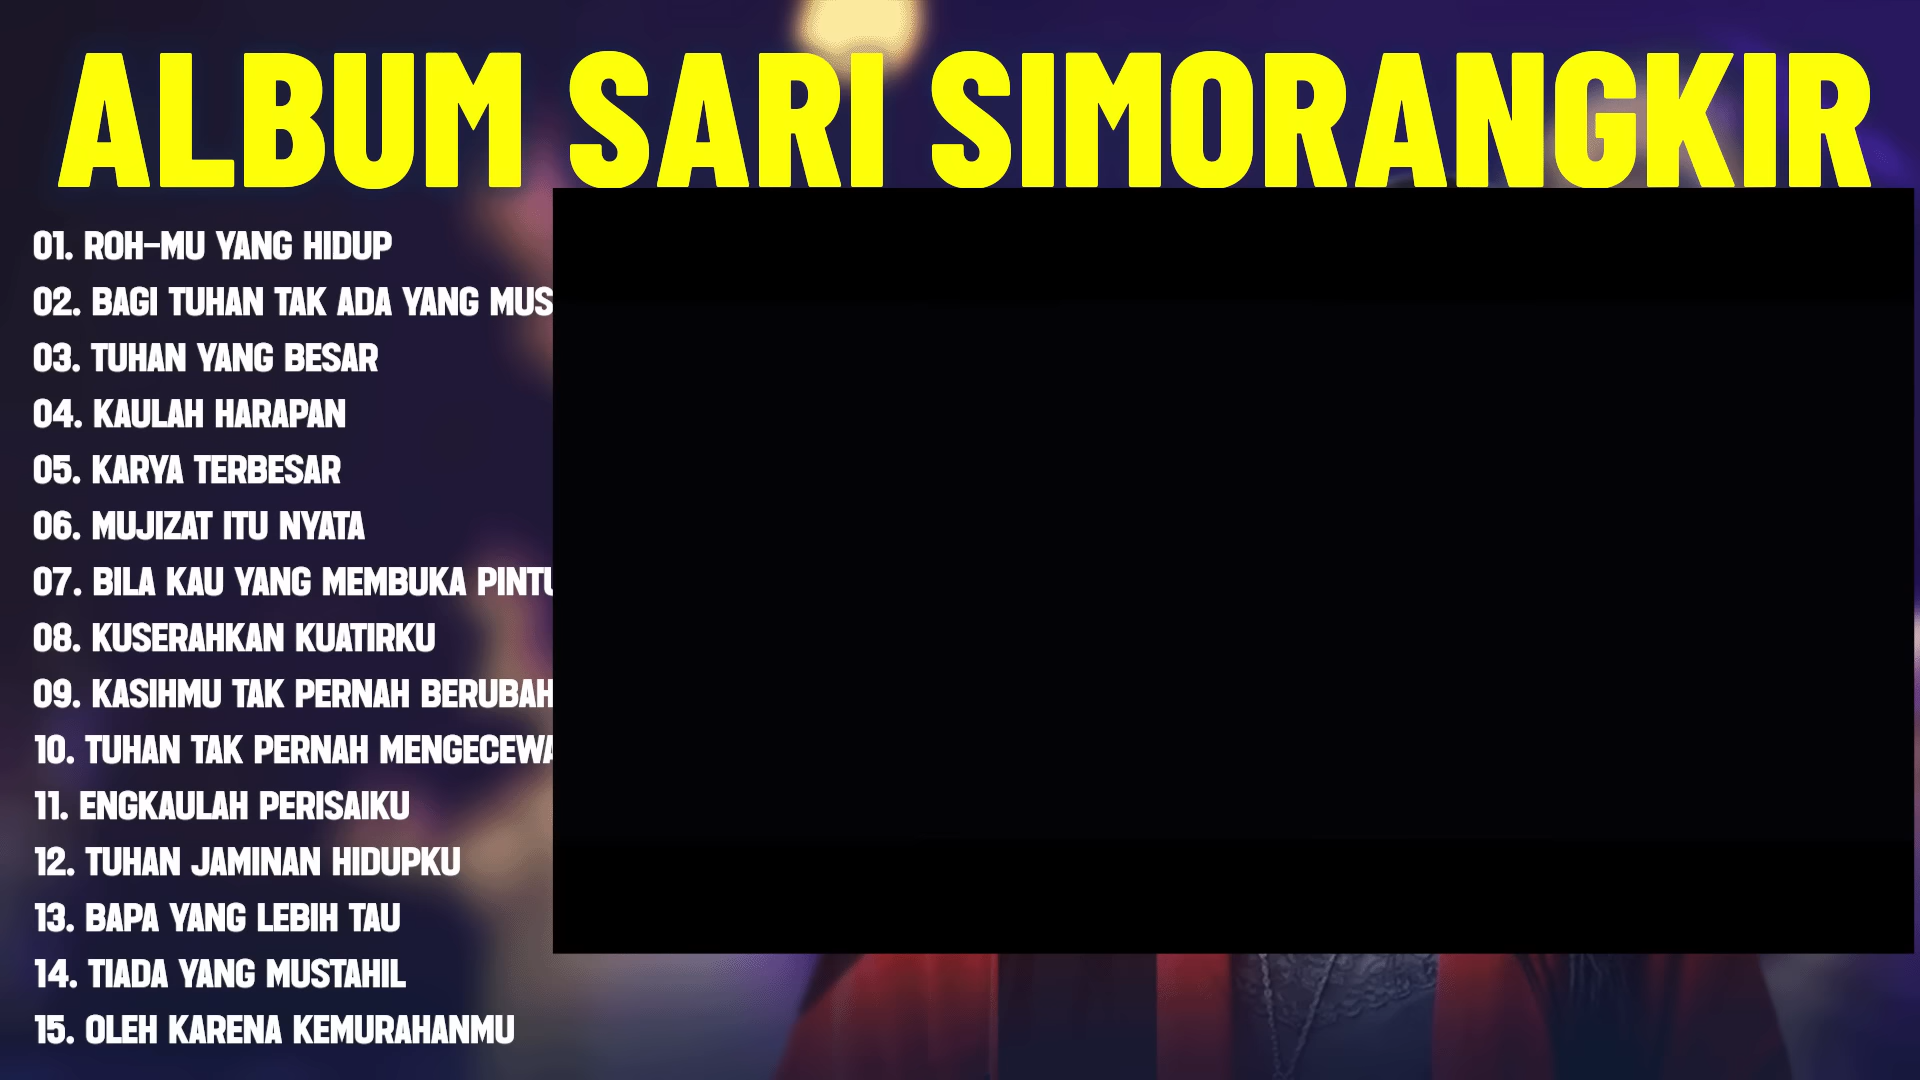 ALBUM SARI SIMORANGKIR
01. ROH-MU YANG HIDUP
02. BAGI TUHAN TAK ADA YANG
03. TUHAN YANG BESAR
04. KAULAH HARAPAN
05. KARYA TERBESAR
06. MUJIZAT ITU NYATA
07. BILA KAU YANG MEMBUKA PINTU
08. KUSERAHKAN KUATIRKU
09. KASIHMU TAK PERNAH BERUBAH
10. TUHAN TAK PERNAH
11. ENGKAULAH PERISAIKU
12. TUHAN JAMINAN HIDUPKU
13. BAPA YANG LEBIH TAU
14. TIADA YANG MUSTAHIL
15. OLEH KARENA KEMURAHANMU